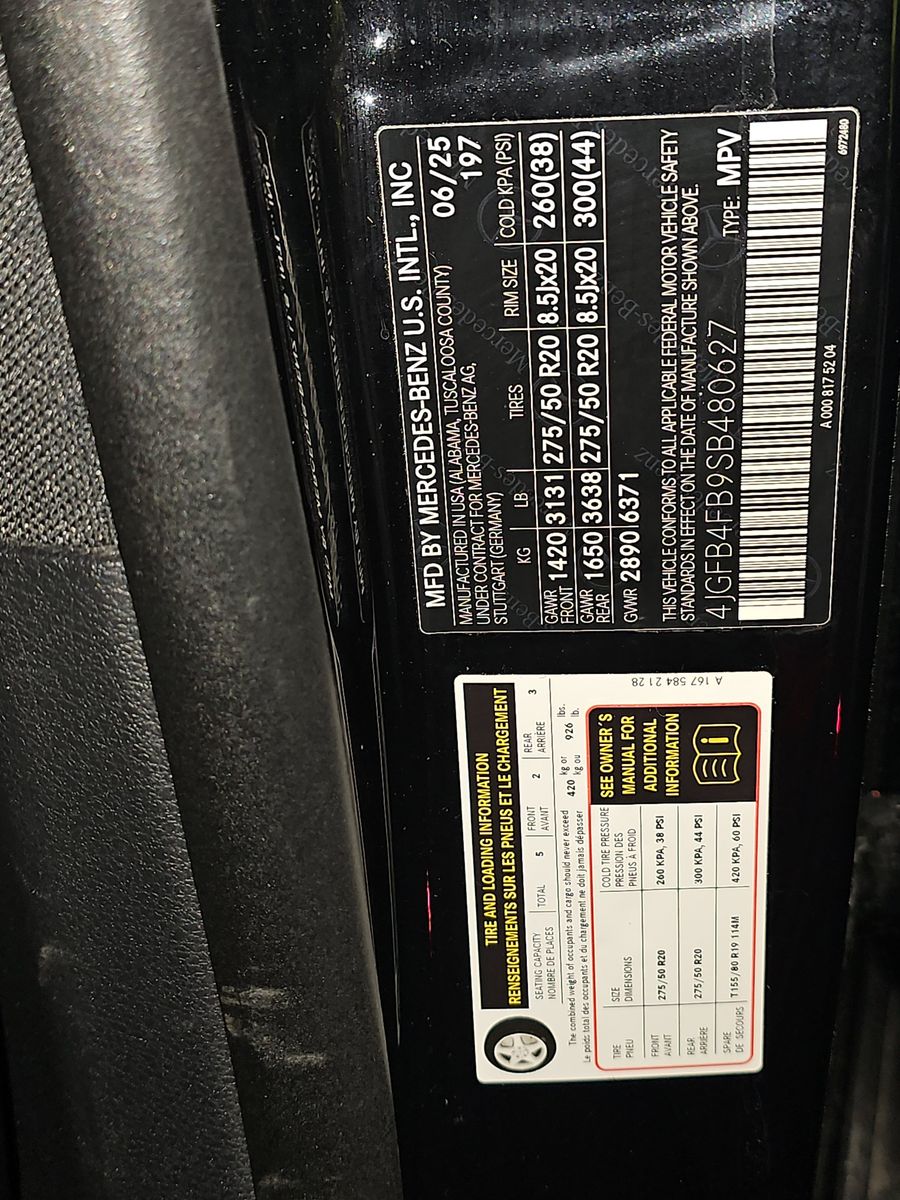 MFD BY MERCEDES-BENZ U.S. INTL., INC
MANUFACTURED IN USA (ALABAMA, TUSCALOOSA COUNTY) 06/25
UNDER CONTRACT FOR MERCEDES-BENZ AG, 197
STUTTGART (GERMANY)
KG LB TIRES RIM SIZE COLD KPA (PSI)
GAWR FRONT 1420 3131 275/50 R20 8.5Jx20 260(38)
GAWR REAR 1650 3638 275/50 R20 8.5Jx20 300(44)
GVWR 2890 6371
THIS VEHICLE CONFORMS TO ALL APPLICABLE FEDERAL MOTOR VEHICLE SAFETY
STANDARDS IN EFFECT ON THE DATE OF MANUFACTURE SHOWN ABOVE.
4JGFB4FB9SB480627 TYPE: MPV
A 000 817 52 04
6972480
TIRE AND LOADING INFORMATION
RENSEIGNEMENTS SUR LES PNEUS ET LE CHARGEMENT
SEATING CAPACITY TOTAL 5 FRONT 2 REAR 3
NOMBRE DE PLACES AVANT ARRIÈRE
The combined weight of occupants and cargo should never exceed 420 kg or 926 lbs.
Le poids total des occupants et du chargement ne doit jamais dépasser kg ou lb.
TIRE SIZE COLD TIRE PRESSURE
PNEU DIMENSIONS PRESSION DES
PNEUS À FROID
FRONT 275/50 R20 260 KPA, 38 PSI
AVANT
REAR 275/50 R20 300 KPA, 44 PSI
ARRIÈRE
SPARE T155/80 R19 114M 420 KPA, 60 PSI
DE SECOURS
SEE OWNER'S
MANUAL FOR
ADDITIONAL
INFORMATION
A 167 584 21 28